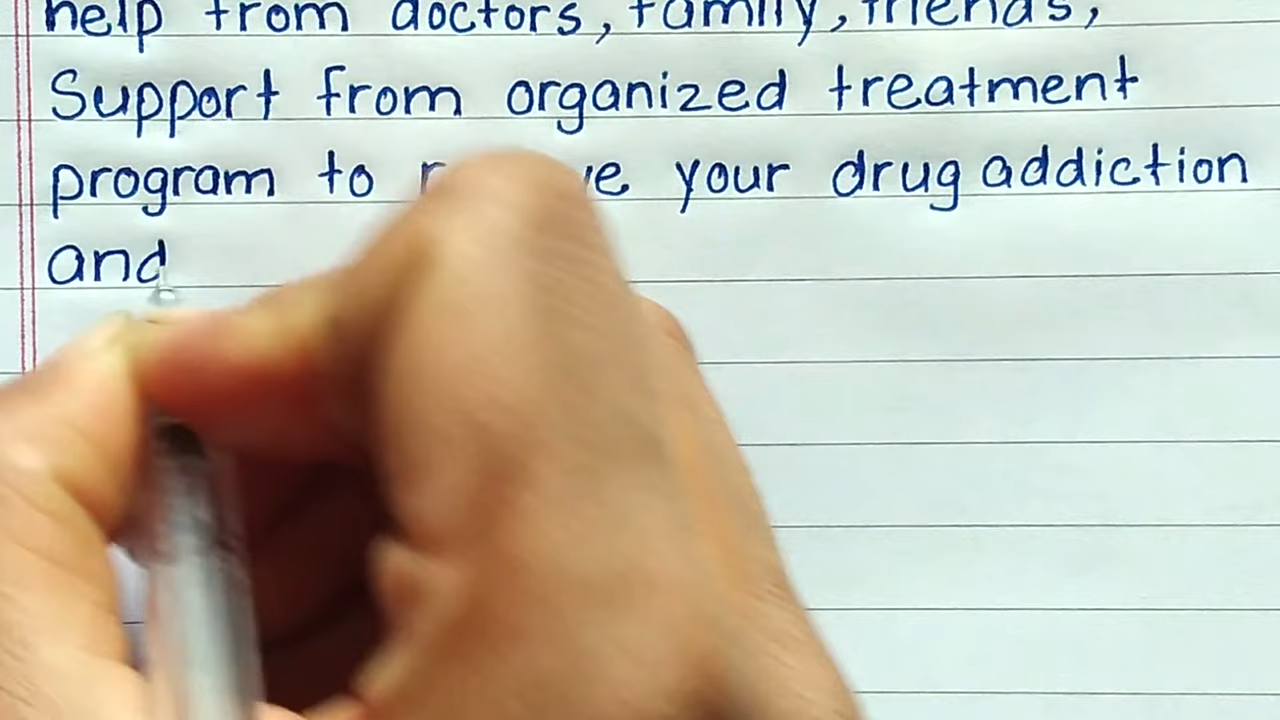 help from doctors, family, friends,
Support from organized treatment
program to your drug addiction
and